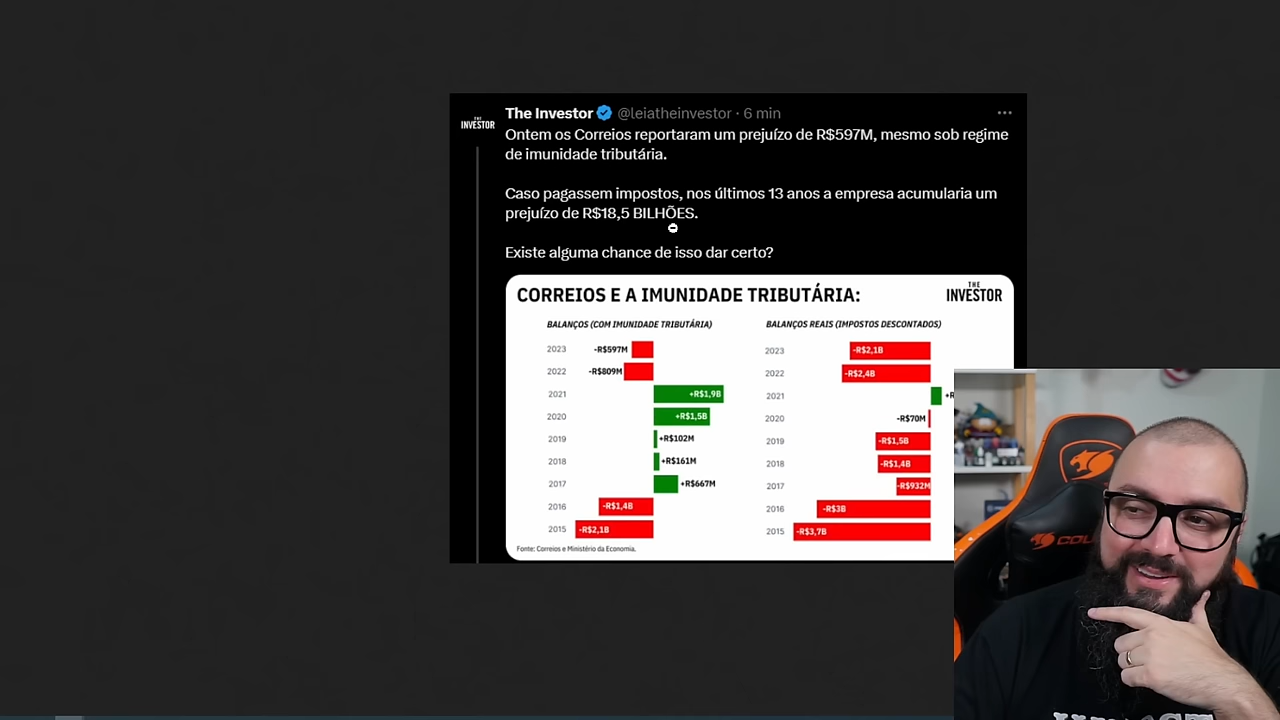 The Investor @leiatheinvestor · 6 min
THE
INVESTOR
Ontem os Correios reportaram um prejuízo de R$597M, mesmo sob regime
de imunidade tributária.
Caso pagassem impostos, nos últimos 13 anos a empresa acumularia um
prejuízo de R$18,5 BILHÕES.
Existe alguma chance de isso dar certo?
CORREIOS E A IMUNIDADE TRIBUTÁRIA:
THE
INVESTOR
BALANÇOS (COM IMUNIDADE TRIBUTÁRIA)
2023 -R$597M
2022 -R$809M
2021 +R$1,9B
2020 +R$1,5B
2019 +R$102M
2018 +R$161M
2017 +R$667M
2016 -R$1,4B
2015 -R$2,1B
Fonte: Correios e Ministério da Economia.
BALANÇOS REAIS (IMPOSTOS DESCONTADOS)
2023 -R$2,1B
2022 -R$2,4B
2021
2020 -R$70M
2019 -R$1,5B
2018 -R$1,4B
2017 -R$932M
2016 -R$3B
2015 -R$3,7B